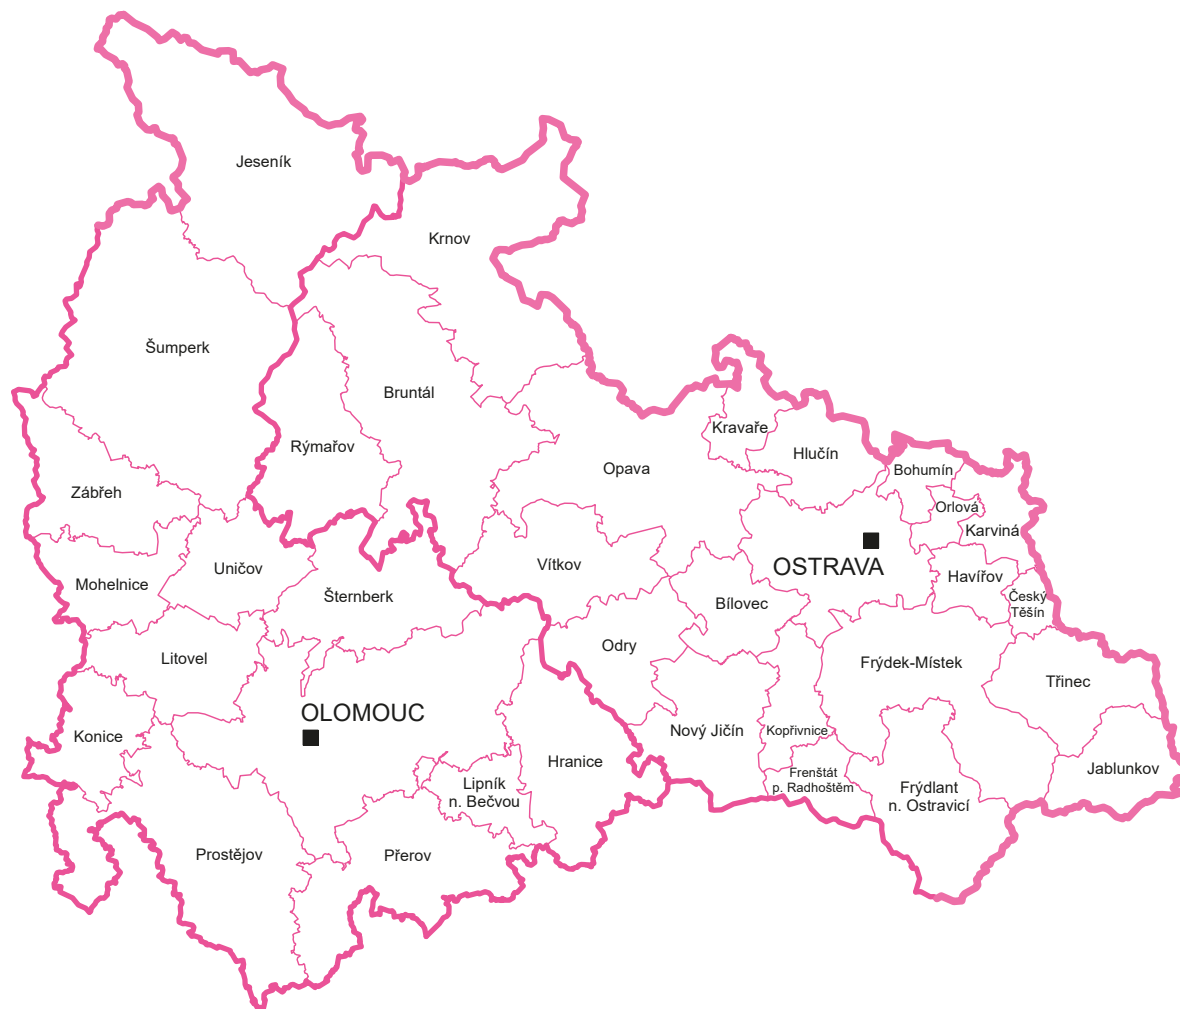 Jeseník
Krnov
Šumperk
Bruntál
Kravaře
Rýmařov
Hlučín
Opava
Bohumín
Zábřeh
Orlová
Karviná
OSTRAVA
Vítkov
Uničov
Havířov
Mohelnice
Šternberk
Český
Těšín
Bílovec
Odry
Litovel
Frýdek-Místek
Třinec
OLOMOUC
Konice
Nový Jičín
Kopřivnice
Hranice
Jablunkov
Frenštát
p. Radhoštěm
Lipník
n. Bečvou
Frýdlant
n. Ostravicí
Prostějov
Přerov